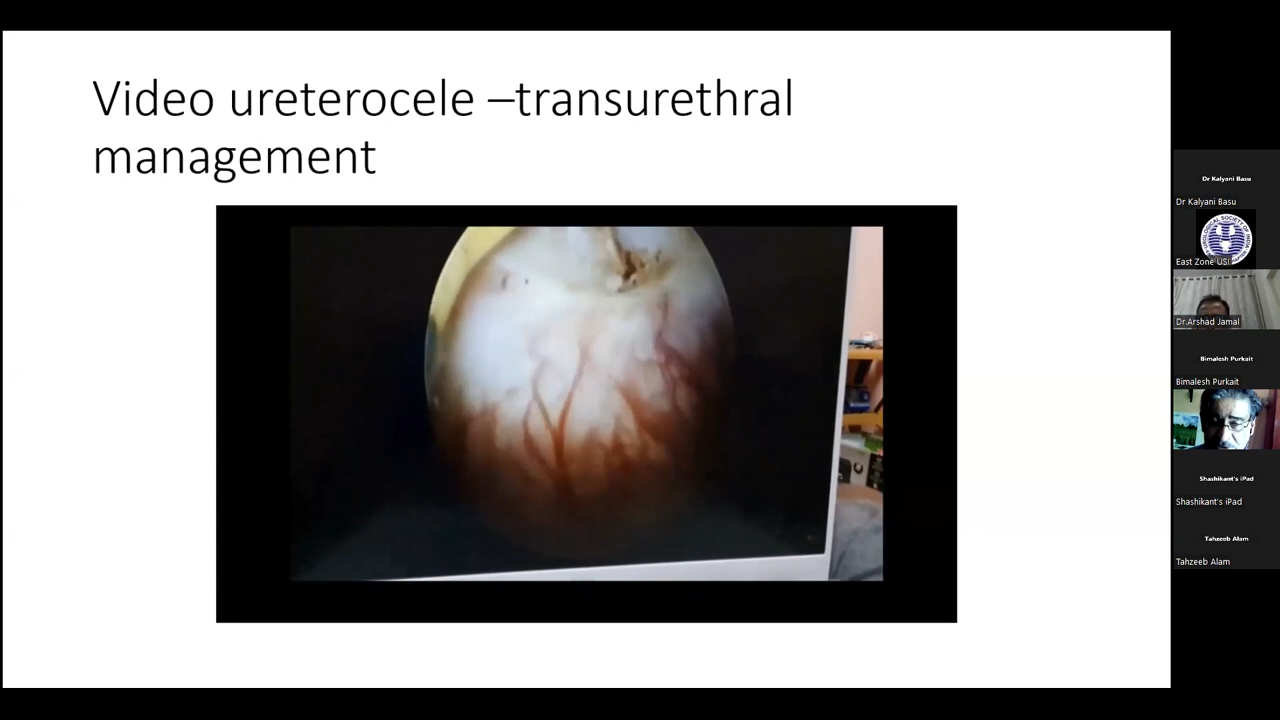 Video ureterocele –transurethral
management
Dr Kalyani Basu
Dr Kalyani Basu
East Zone USI
Dr.Arshad Jamal
Bimalesh Purkait
Bimalesh Purkait
Shashikant's iPad
Shashikant's iPad
Tahzeeb Alam
Tahzeeb Alam